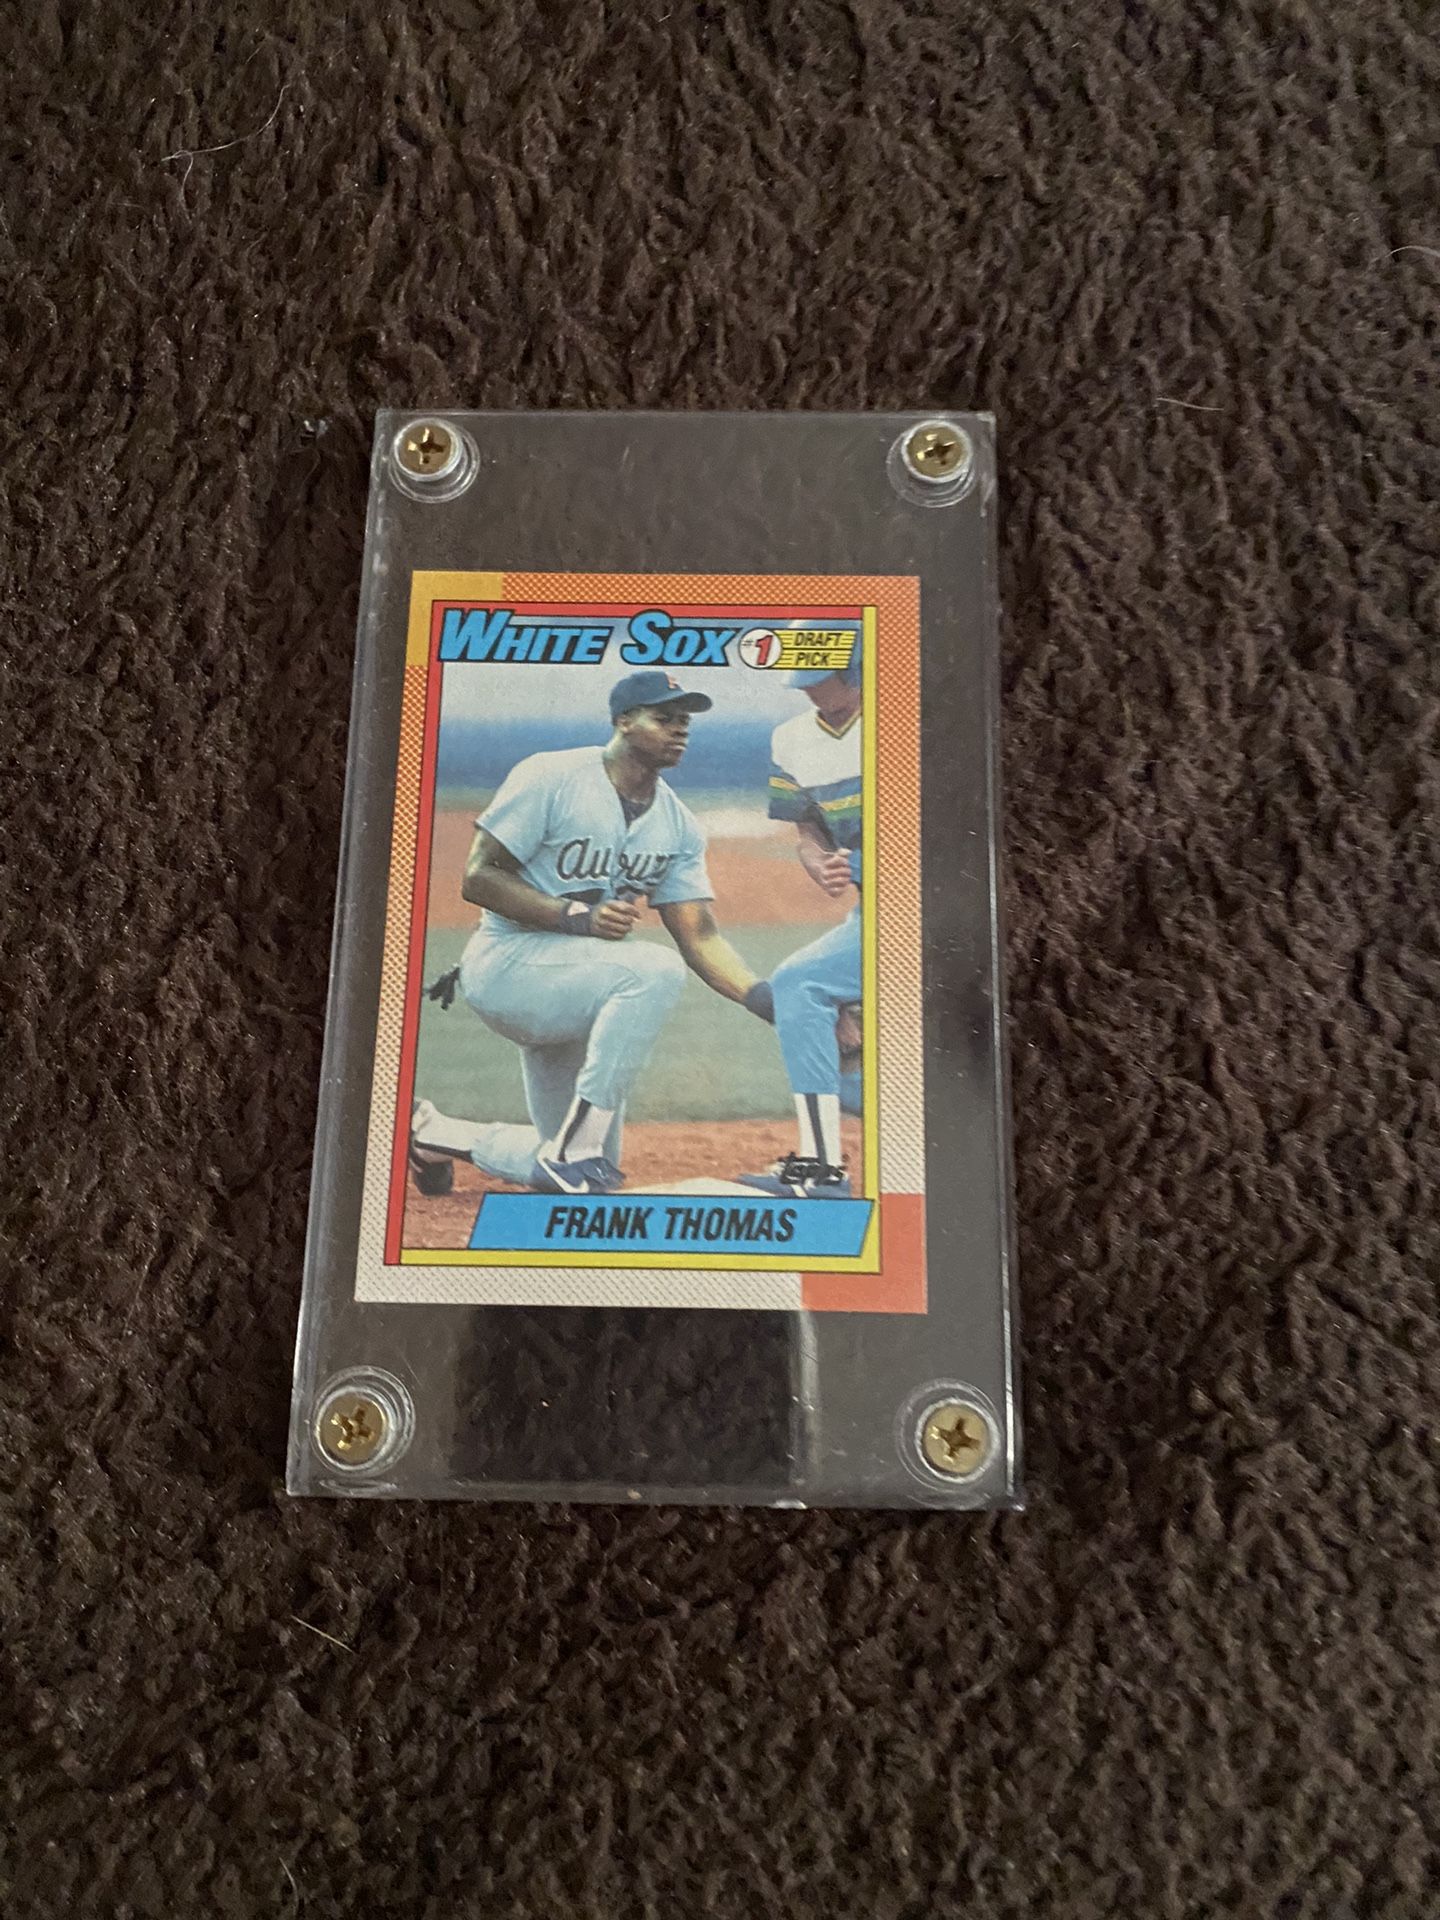 WHITE SOX #1 DRAFT PICK
Auburn
topps
FRANK THOMAS